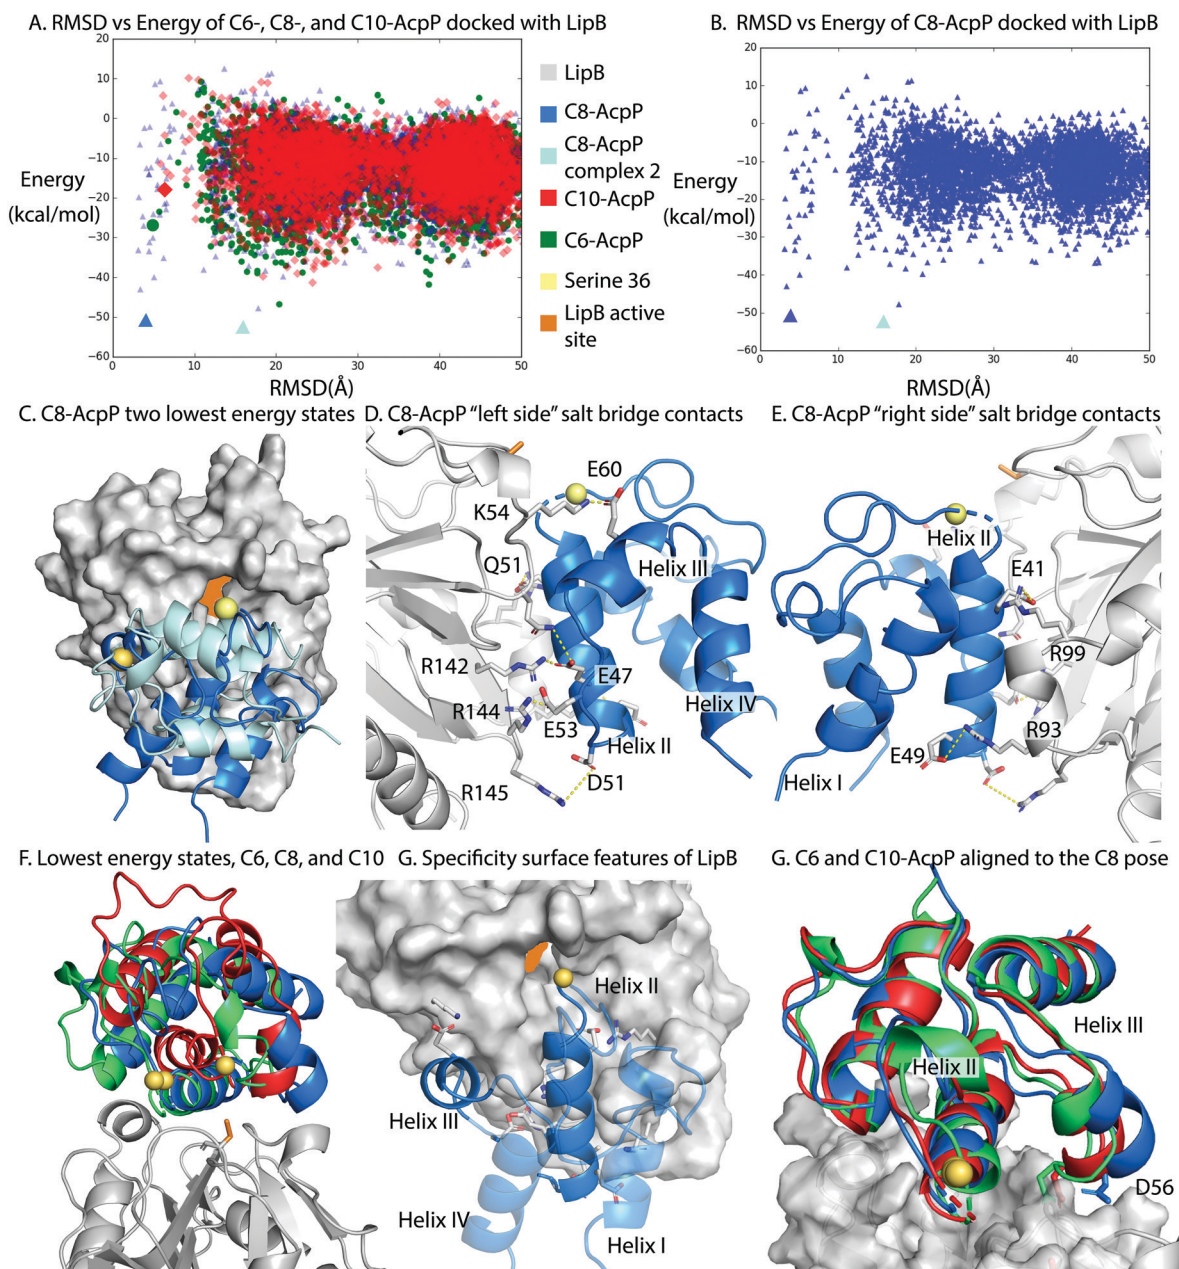 A. RMSD vs Energy of C6-, C8-, and C10-AcpP docked with LipB
20
10
0
−10
−20
−30
−40
−50
−60
Energy
(kcal/mol)
0
10
20
30
40
50
RMSD(Å)
LipB
C8-AcpP
C8-AcpP
complex 2
C10-AcpP
C6-AcpP
Serine 36
LipB active
site
B. RMSD vs Energy of C8-AcpP docked with LipB
20
10
0
−10
−20
−30
−40
−50
−60
Energy
(kcal/mol)
0
10
20
30
40
50
RMSD(Å)
C. C8-AcpP two lowest energy states
D. C8-AcpP “left side” salt bridge contacts
E60
K54
Q51
Helix III
R142
E47
R144
E53
Helix IV
Helix II
D51
R145
E. C8-AcpP “right side” salt bridge contacts
Helix II
E41
R99
R93
E49
Helix I
F. Lowest energy states, C6, C8, and C10
G. Specificity surface features of LipB
Helix II
Helix III
Helix IV
Helix I
G. C6 and C10-AcpP aligned to the C8 pose
Helix III
Helix II
D56